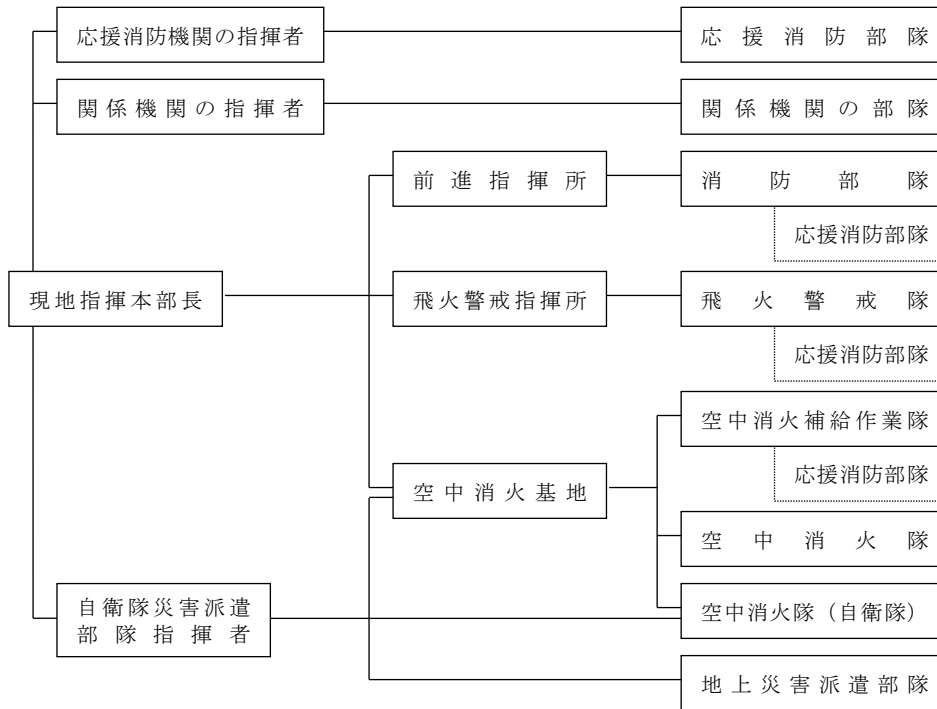 応援消防機関の指揮者
応援消防部隊
関係機関の指揮者
関係機関の部隊
前進指揮所
消防部隊
応援消防部隊
現地指揮本部長
飛火警戒指揮所
飛火警戒隊
応援消防部隊
空中消火補給作業隊
応援消防部隊
空中消火基地
空中消火隊
自衛隊災害派遣
部隊指揮者
空中消火隊（自衛隊）
地上災害派遣部隊